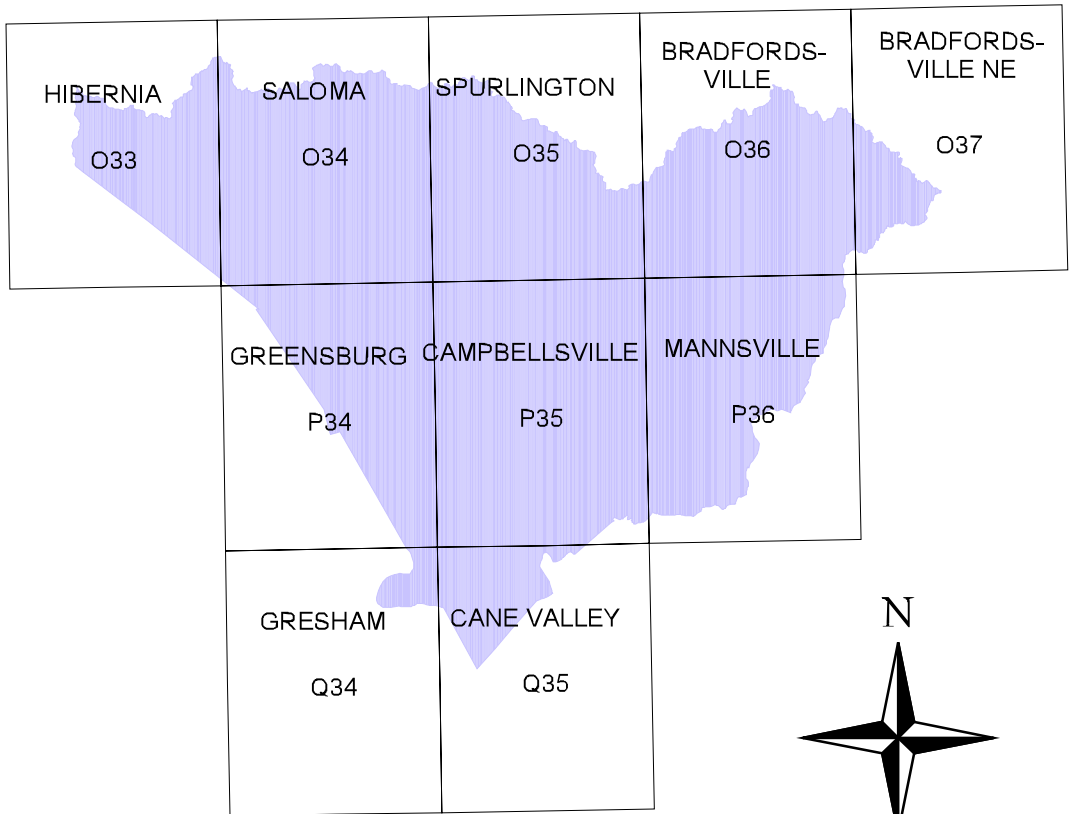 HIBERNIA
O33
SALOMA
O34
SPURLINGTON
O35
BRADFORDS-
VILLE
O36
BRADFORDS-
VILLE NE
O37
GREENSBURG
P34
CAMPBELLSVILLE
P35
MANNSVILLE
P36
GRESHAM
Q34
CANE VALLEY
Q35
N